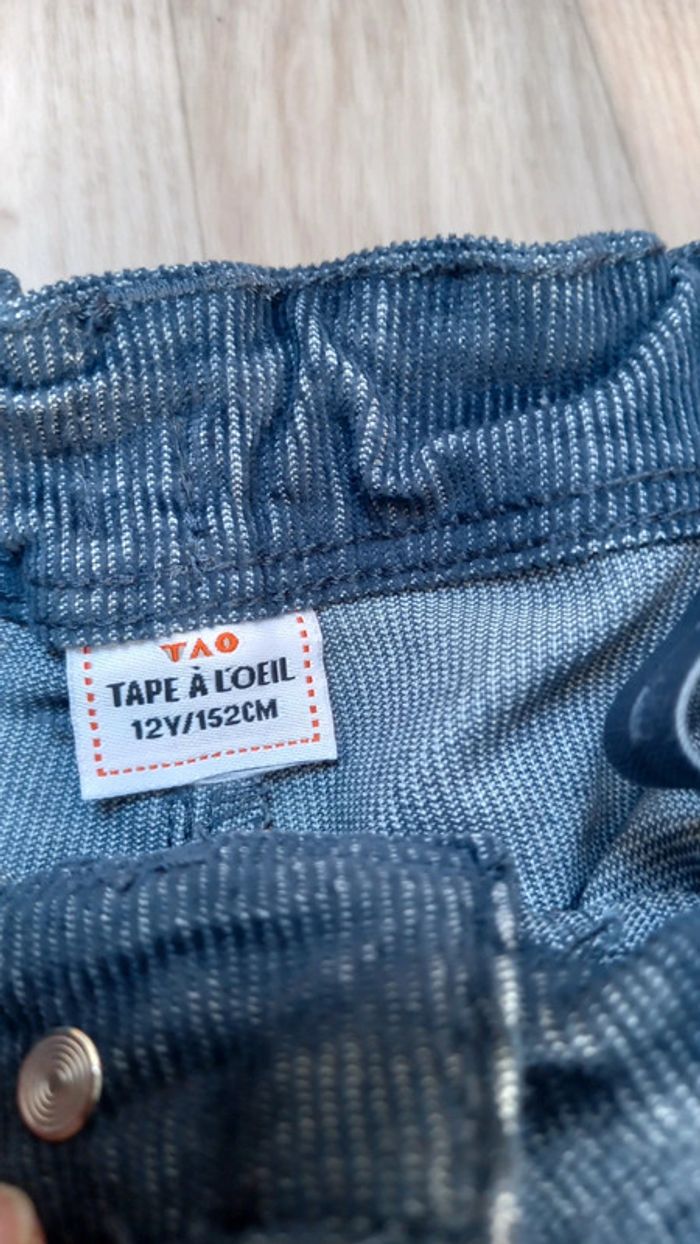 TAO
TAPE À L'OEIL
12Y/152CM